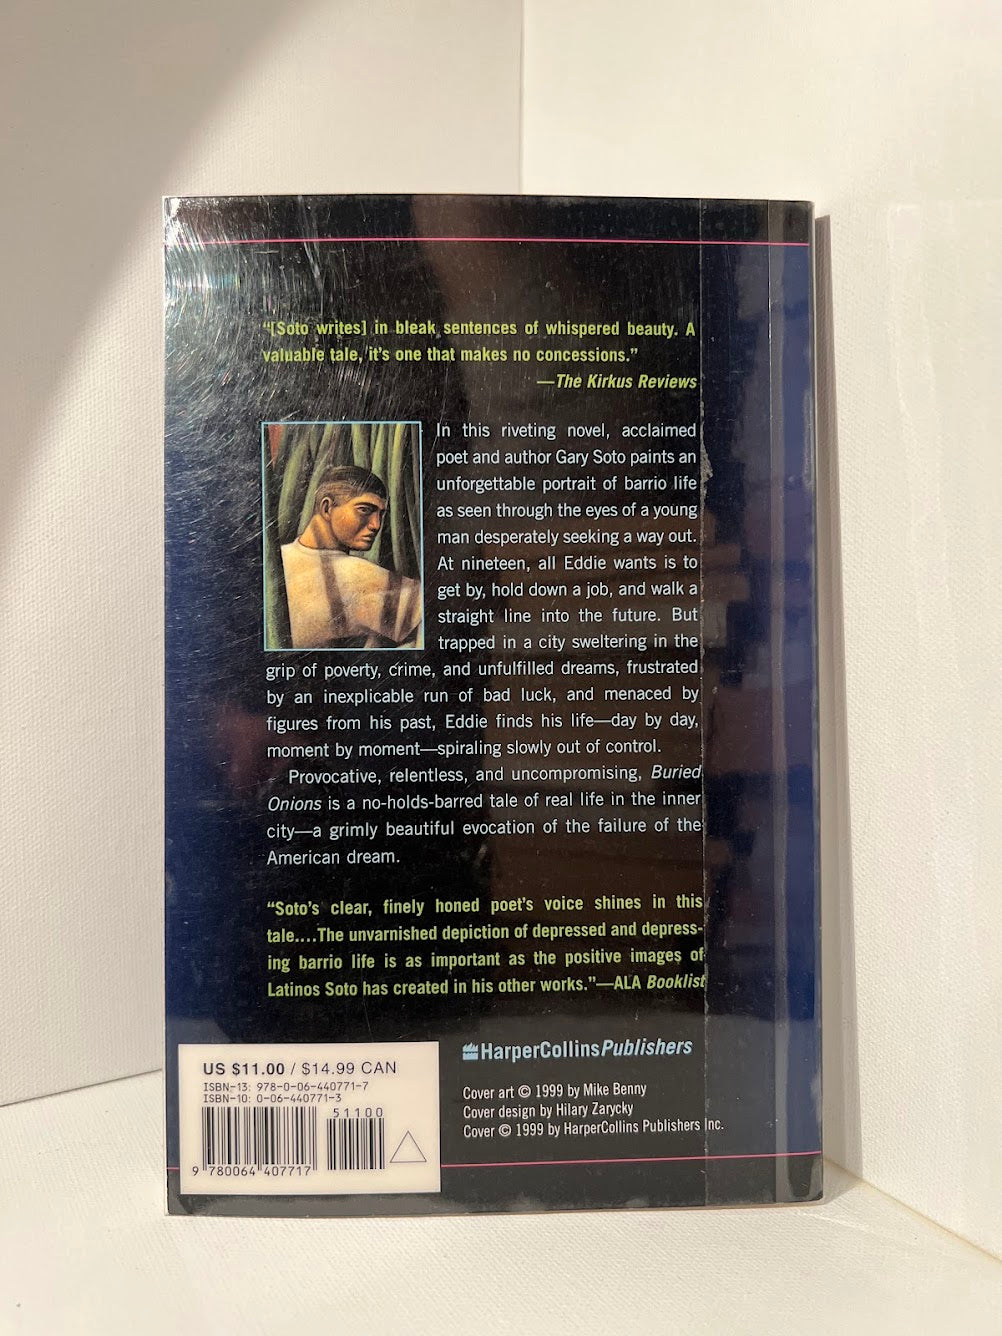 “[Soto writes] in bleak sentences of whispered beauty. A
valuable tale, it’s one that makes no concessions.”
—The Kirkus Reviews
In this riveting novel, acclaimed
poet and author Gary Soto paints an
unforgettable portrait of barrio life
as seen through the eyes of a young
man desperately seeking a way out.
At nineteen, all Eddie wants is to
get by, hold down a job, and walk a
straight line into the future. But
trapped in a city sweltering in the
grip of poverty, crime, and unfulfilled dreams, frustrated
by an inexplicable run of bad luck, and menaced by
figures from his past, Eddie finds his life—day by day,
moment by moment—spiraling slowly out of control.
Provocative, relentless, and uncompromising, Buried
Onions is a no-holds-barred tale of real life in the inner
city—a grimly beautiful evocation of the failure of the
American dream.
“Soto’s clear, finely honed poet’s voice shines in this
tale....The unvarnished depiction of depressed and depress-
ing barrio life is as important as the positive images of
Latinos Soto has created in his other works.”—ALA Booklist
HarperCollinsPublishers
Cover art © 1999 by Mike Benny
Cover design by Hilary Zarycky
Cover © 1999 by HarperCollins Publishers Inc.
US $11.00 / $14.99 CAN
ISBN-13: 978-0-06-440771-7
ISBN-10: 0-06-440771-3
51100
9 780064 407717